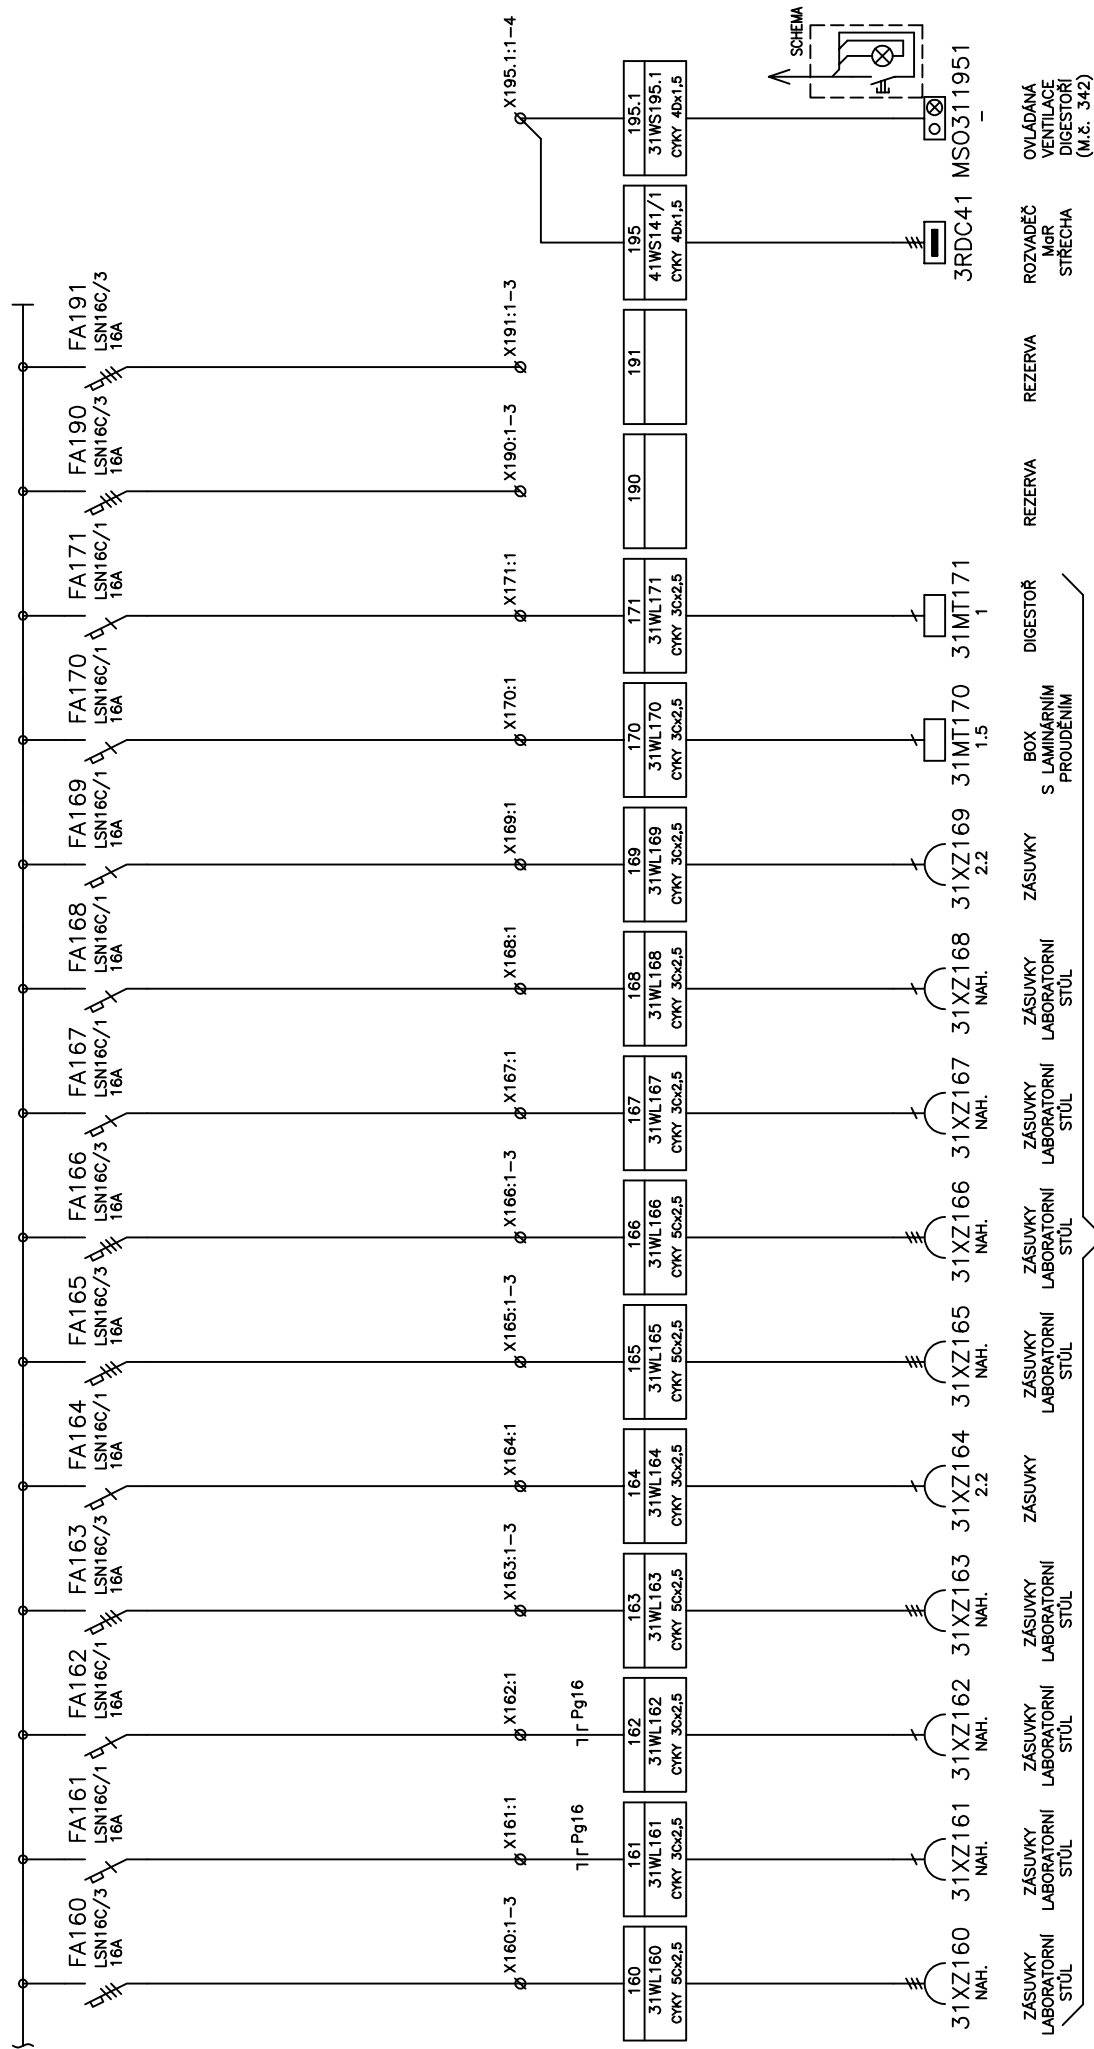 FA160
LSN16C/3
16A
FA161
LSN16C/1
16A
FA162
LSN16C/1
16A
FA163
LSN16C/3
16A
FA164
LSN16C/1
16A
FA165
LSN16C/3
16A
FA166
LSN16C/3
16A
FA167
LSN16C/1
16A
FA168
LSN16C/1
16A
FA169
LSN16C/1
16A
FA170
LSN16C/1
16A
FA171
LSN16C/1
16A
FA190
LSN16C/3
16A
FA191
LSN16C/3
16A
X160:1-3
X161:1
X162:1
X163:1-3
X164:1
X165:1-3
X166:1-3
X167:1
X168:1
X169:1
X170:1
X171:1
X190:1-3
X191:1-3
X195.1:1-4
Pg16
Pg16
160
31WL160
CYKY 5Cx2,5
161
31WL161
CYKY 3Cx2,5
162
31WL162
CYKY 3Cx2,5
163
31WL163
CYKY 5Cx2,5
164
31WL164
CYKY 3Cx2,5
165
31WL165
CYKY 5Cx2,5
166
31WL166
CYKY 5Cx2,5
167
31WL167
CYKY 3Cx2,5
168
31WL168
CYKY 3Cx2,5
169
31WL169
CYKY 3Cx2,5
170
31WL170
CYKY 3Cx2,5
171
31WL171
CYKY 3Cx2,5
190
191
195
41WS141/1
CYKY 4Dx1,5
195.1
31WS195.1
CYKY 4Dx1,5
SCHEMA
31XZ160
NAH.
31XZ161
NAH.
31XZ162
NAH.
31XZ163
NAH.
31XZ164
2.2
31XZ165
NAH.
31XZ166
NAH.
31XZ167
NAH.
31XZ168
NAH.
31XZ169
2.2
31MT170
1.5
31MT171
1
3RDC41
MS0311951
–
ZÁSUVKY
LABORATORNÍ
STŮL
ZÁSUVKY
LABORATORNÍ
STŮL
ZÁSUVKY
LABORATORNÍ
STŮL
ZÁSUVKY
LABORATORNÍ
STŮL
ZÁSUVKY
ZÁSUVKY
LABORATORNÍ
STŮL
ZÁSUVKY
LABORATORNÍ
STŮL
ZÁSUVKY
LABORATORNÍ
STŮL
ZÁSUVKY
LABORATORNÍ
STŮL
ZÁSUVKY
BOX
S LAMINÁRNÍM
PROUDĚNÍM
DIGESTOŘ
REZERVA
REZERVA
ROZVADĚČ
MaR
STŘECHA
OVLÁDÁNÁ
VENTILACE
DIGESTOŘÍ
(M.č. 342)